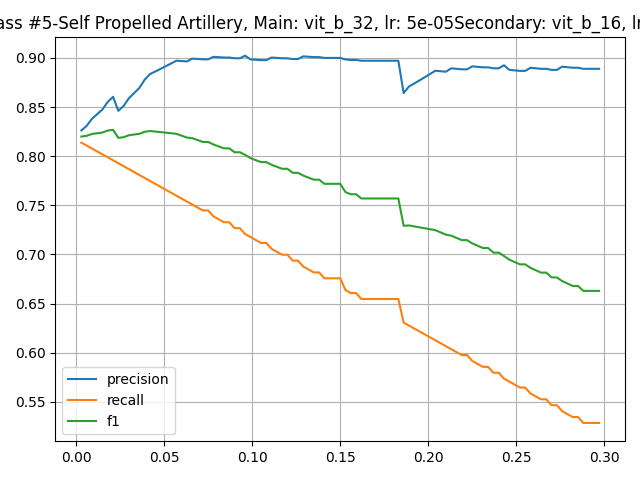 ass #5-Self Propelled Artillery, Main: vit_b_32, lr: 5e-05Secondary: vit_b_16, lr
0.90
0.85
0.80
0.75
0.70
0.65
0.60
0.55
precision
recall
f1
0.00 0.05 0.10 0.15 0.20 0.25 0.30